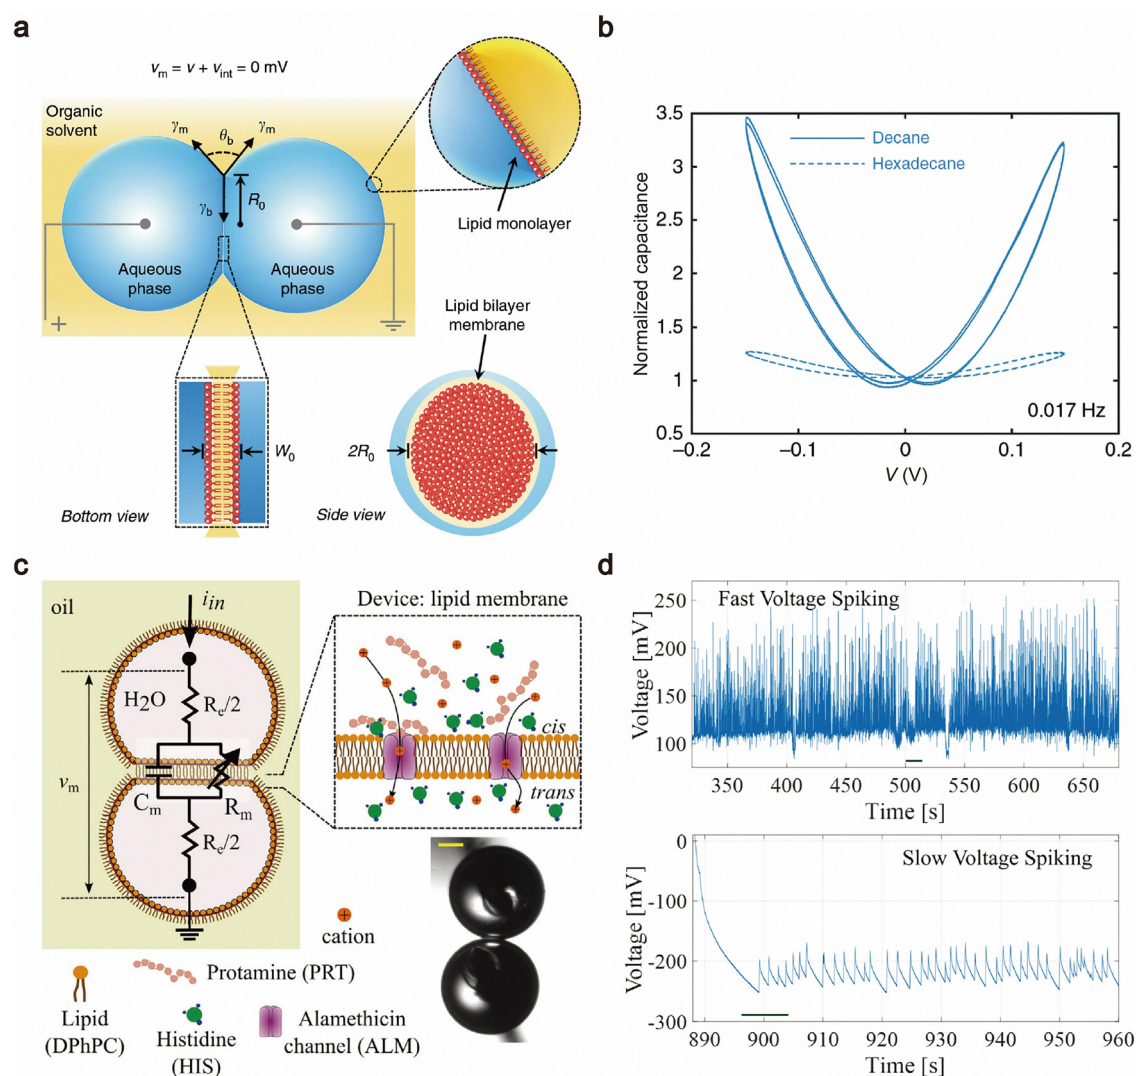 a
v_m = v + v_int = 0 mV
Organic
solvent
γ_m
θ_b
γ_m
γ_b
R_0
Aqueous
phase
Aqueous
phase
+
Lipid monolayer
Lipid bilayer
membrane
W_0
2R_0
Bottom view
Side view
b
Normalized capacitance
3.5
3
2.5
2
1.5
1
0.5
Decane
Hexadecane
0.017 Hz
−0.2
−0.1
0
0.1
0.2
V (V)
c
oil
i_in
H2O
R_e/2
v_m
C_m
R_m
R_e/2
Device: lipid membrane
cis
trans
cation
Protamine (PRT)
Lipid
(DPhPC)
Histidine
(HIS)
Alamethicin
channel (ALM)
d
Voltage [mV]
250
200
150
100
Fast Voltage Spiking
350 400 450 500 550 600 650
Time [s]
Voltage [mV]
0
-100
-200
-300
Slow Voltage Spiking
890 900 910 920 930 940 950 960
Time [s]